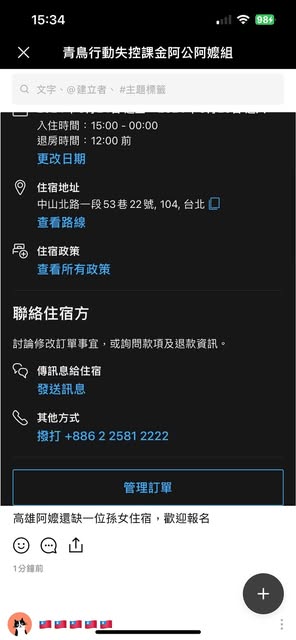 15:34
98
青鳥行動失控課金阿公阿嬤組
文字、@建立者、 #主題標籤
入住時間：15:00 - 00:00
退房時間：12:00 前
更改日期
住宿地址
中山北路一段 53 巷 22 號, 104, 台北
查看路線
住宿政策
查看所有政策
聯絡住宿方
討論修改訂單事宜，或詢問款項及退款資訊。
傳訊息給住宿
發送訊息
其他方式
撥打 +886 2 2581 2222
管理訂單
高雄阿嬤還缺一位孫女住宿，歡迎報名
1分鐘前